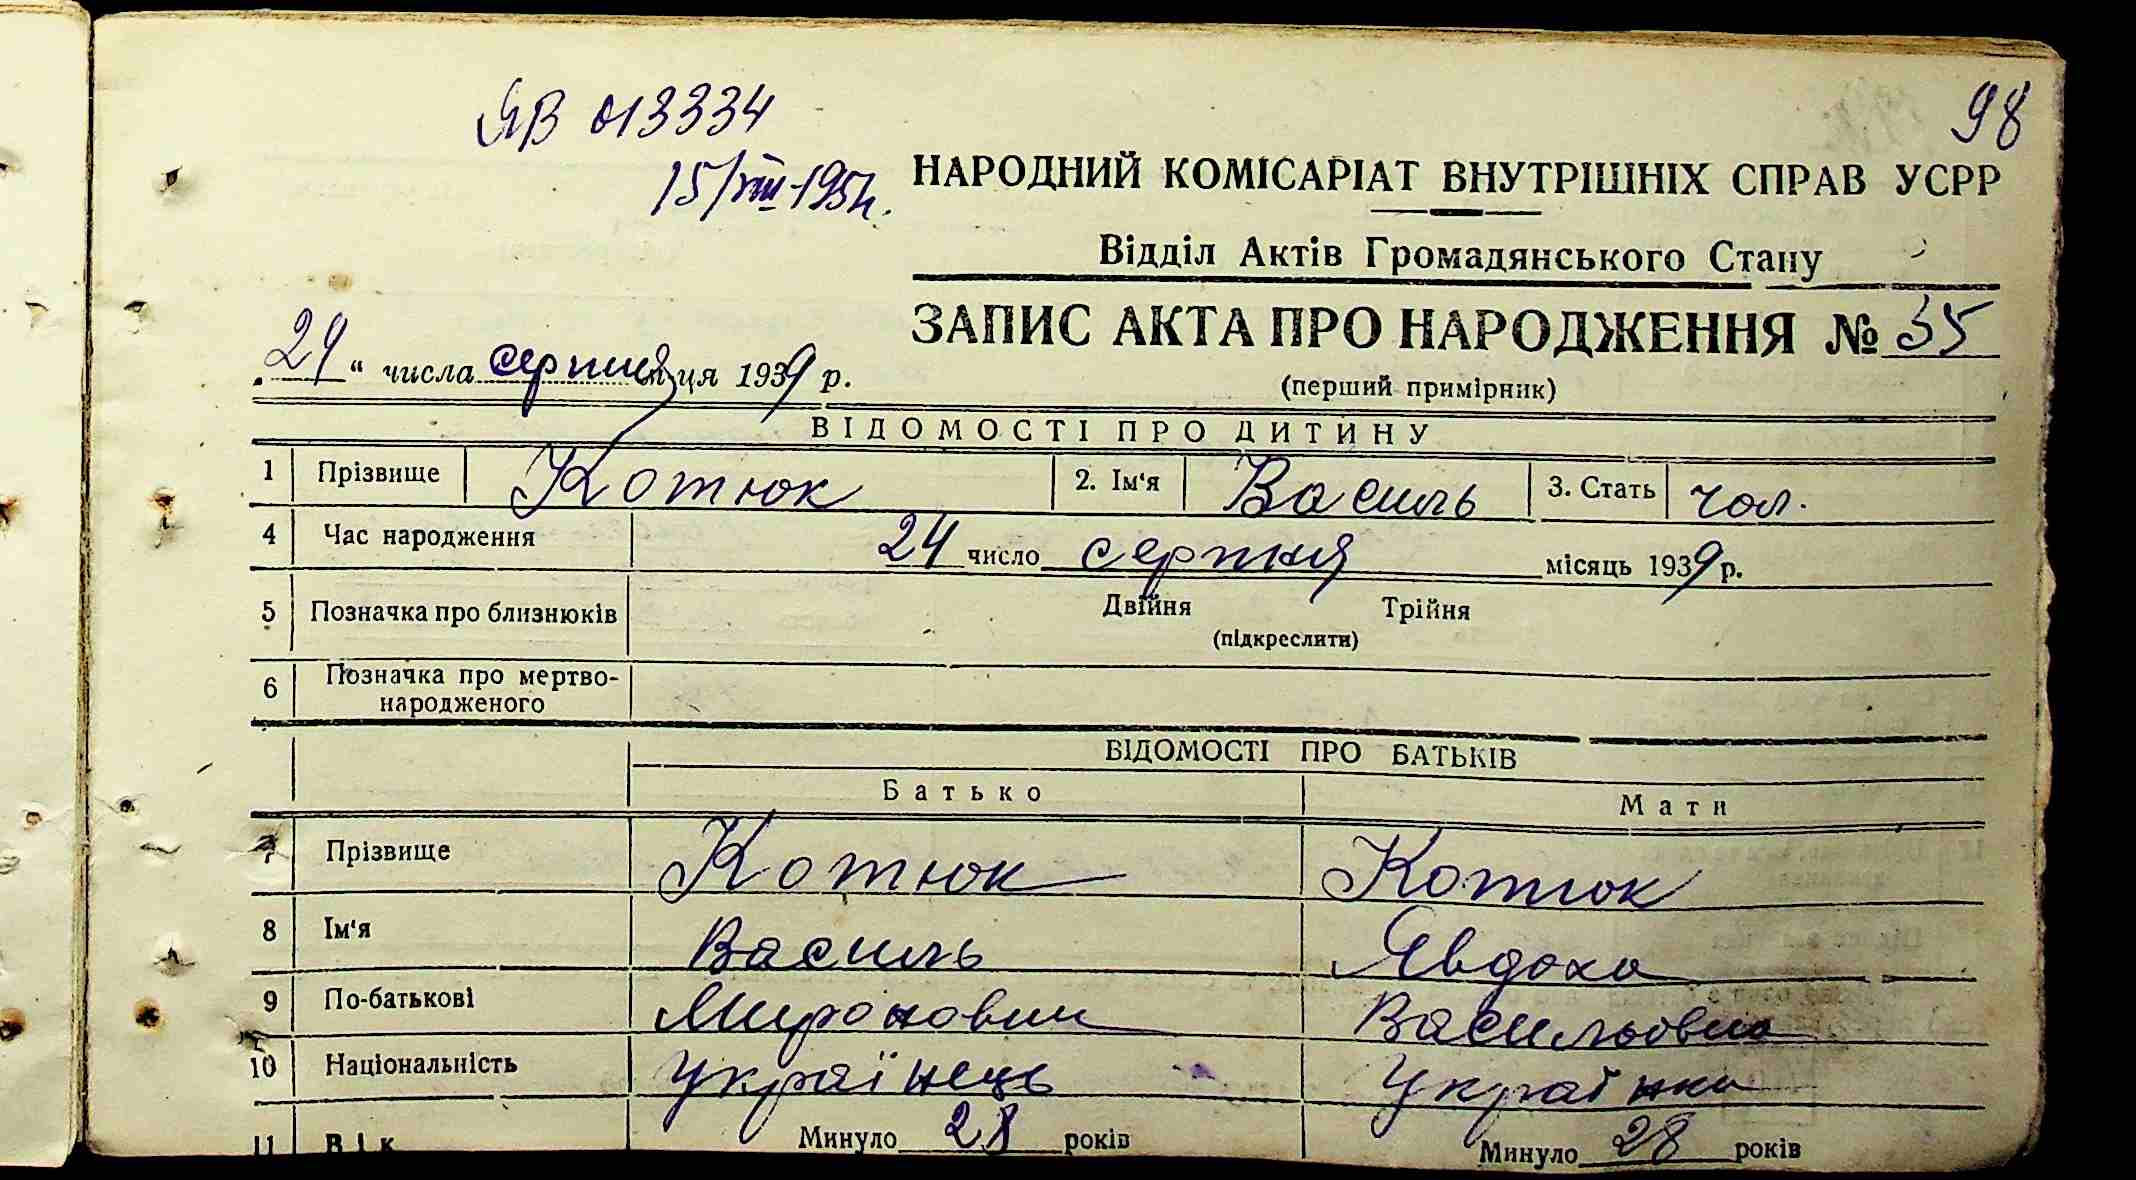 98
ЯВ 013334
15/VIII-1954.
НАРОДНИЙ КОМІСАРІАТ ВНУТРІШНІХ СПРАВ УСРР
Відділ Актів Громадянського Стану
ЗАПИС АКТА ПРО НАРОДЖЕННЯ № 35
(перший примірник)
„24“ числа серпня м-ця 1939 р.
ВІДОМОСТІ ПРО ДИТИНУ
1 Прізвище Котюк 2. Ім‘я Василь 3. Стать чол.
4 Час народження 24 число серпня місяць 1939 р.
5 Позначка про близнюків Двійня Трійня
(підкреслити)
6 Позначка про мертво-
народженого
ВІДОМОСТІ ПРО БАТЬКІВ
Батько Мати
7 Прізвище Котюк Котюк
8 Ім‘я Василь Явдоха
9 По-батькові Миронович Васильовна
10 Національність Українець Українка
11 Вік Минуло 28 років Минуло 28 років